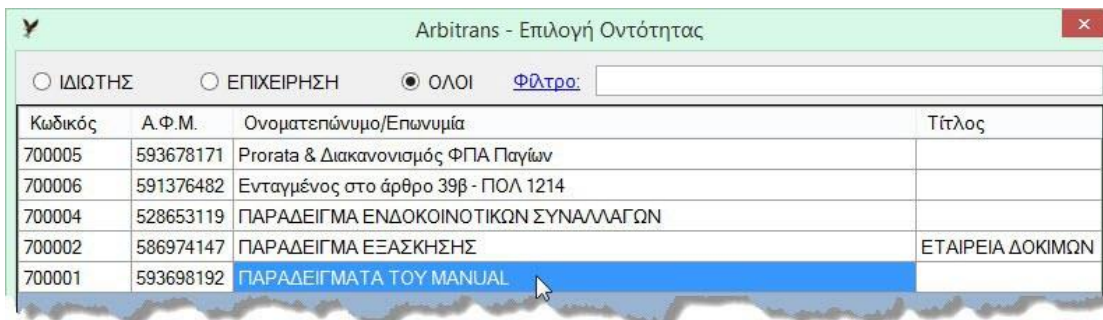 Arbitrans - Επιλογή Οντότητας
ΙΔΙΩΤΗΣ ΕΠΙΧΕΙΡΗΣΗ ΟΛΟΙ Φίλτρο:
Κωδικός Α.Φ.Μ. Ονοματεπώνυμο/Επωνυμία Τίτλος
700005 593678171 Prorata & Διακανονισμός ΦΠΑ Παγίων
700006 591376482 Ενταγμένος στο άρθρο 39β - ΠΟΛ 1214
700004 528653119 ΠΑΡΑΔΕΙΓΜΑ ΕΝΔΟΚΟΙΝΟΤΙΚΩΝ ΣΥΝΑΛΛΑΓΩΝ
700002 586974147 ΠΑΡΑΔΕΙΓΜΑ ΕΞΑΣΚΗΣΗΣ ΕΤΑΙΡΕΙΑ ΔΟΚΙΜΩΝ
700001 593698192 ΠΑΡΑΔΕΙΓΜΑΤΑ ΤΟΥ MANUAL